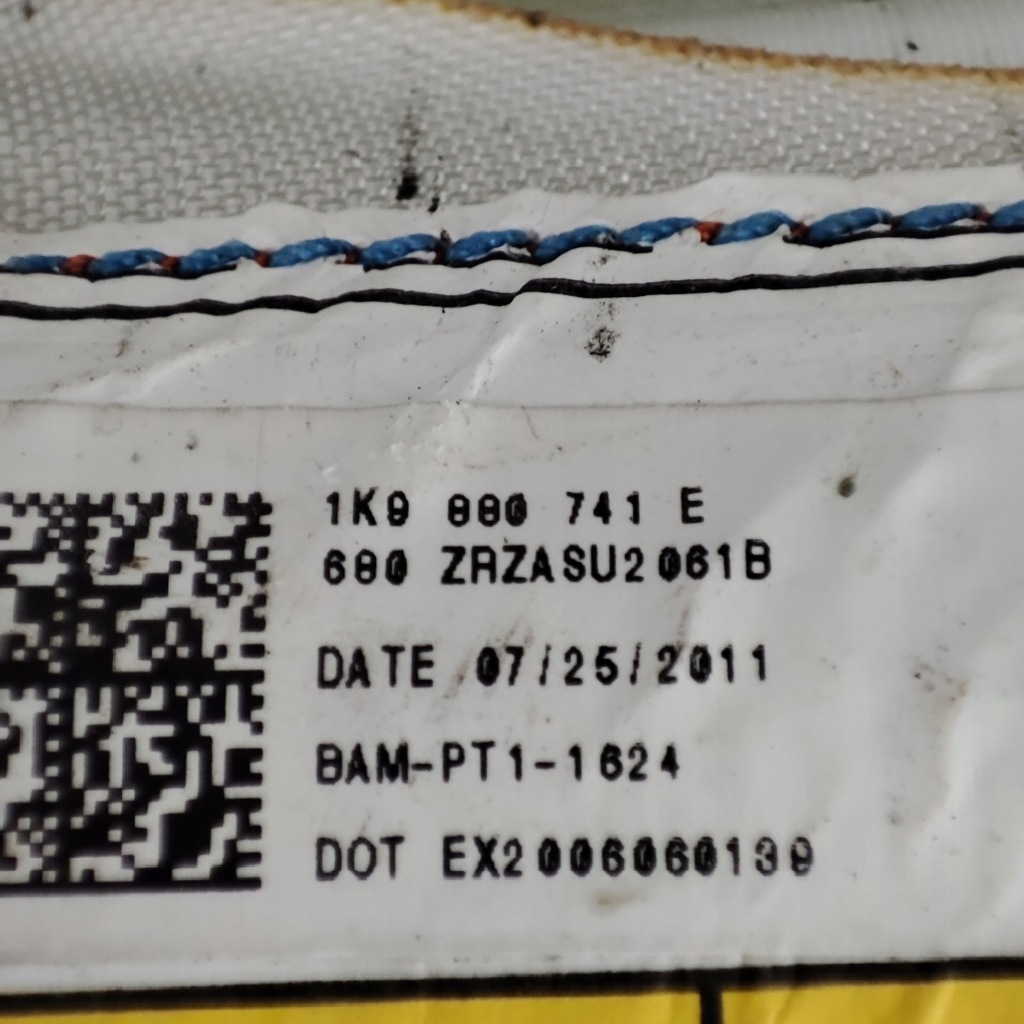 1K9 880 741 E
680 ZRZASU2061B
DATE 07/25/2011
BAM-PT1-1624
DOT EX2006060139